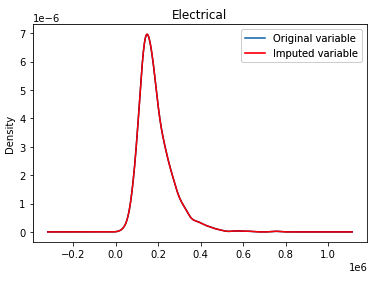 Electrical
1e−6
Original variable
Imputed variable
7
6
5
4
3
2
1
0
Density
−0.2
0.0
0.2
0.4
0.6
0.8
1.0
1e6